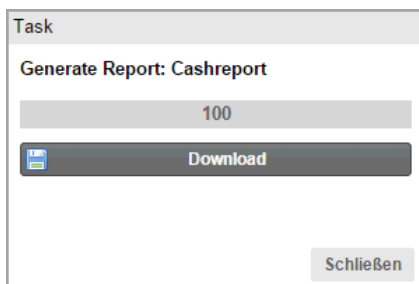 Task
Generate Report: Cashreport
100
Download
Schließen